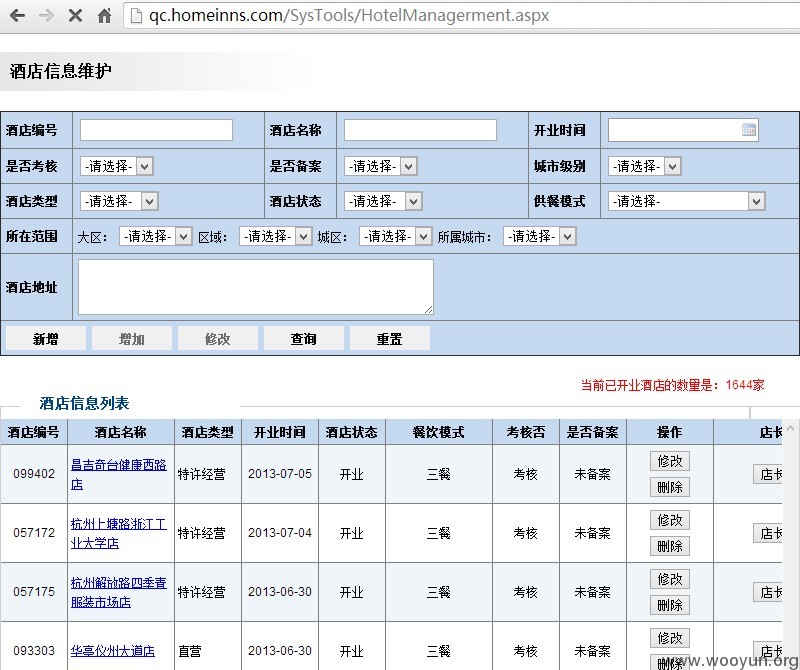 qc.homeinns.com/SysTools/HotelManagerment.aspx
酒店信息维护
酒店编号 酒店名称 开业时间
是否考核 -请选择- 是否备案 -请选择- 城市级别 -请选择-
酒店类型 -请选择- 酒店状态 -请选择- 供餐模式 -请选择-
所在范围 大区： -请选择- 区域： -请选择- 城区： -请选择- 所属城市： -请选择-
酒店地址
新增 增加 修改 查询 重置
当前已开业酒店的数量是：1644家
酒店信息列表
酒店编号 酒店名称 酒店类型 开业时间 酒店状态 餐饮模式 考核否 是否备案 操作 店长
099402 昌吉奇台健康西路店 特许经营 2013-07-05 开业 三餐 考核 未备案 修改 删除 店长
057172 杭州上塘路浙江工业大学店 特许经营 2013-07-04 开业 三餐 考核 未备案 修改 删除 店长
057175 杭州解放路四季青服装市场店 特许经营 2013-06-30 开业 三餐 考核 未备案 修改 删除 店长
093303 华亭仪州大道店 直营 2013-06-30 开业 三餐 考核 未备案 修改 删除 店长
www.wooyun.org